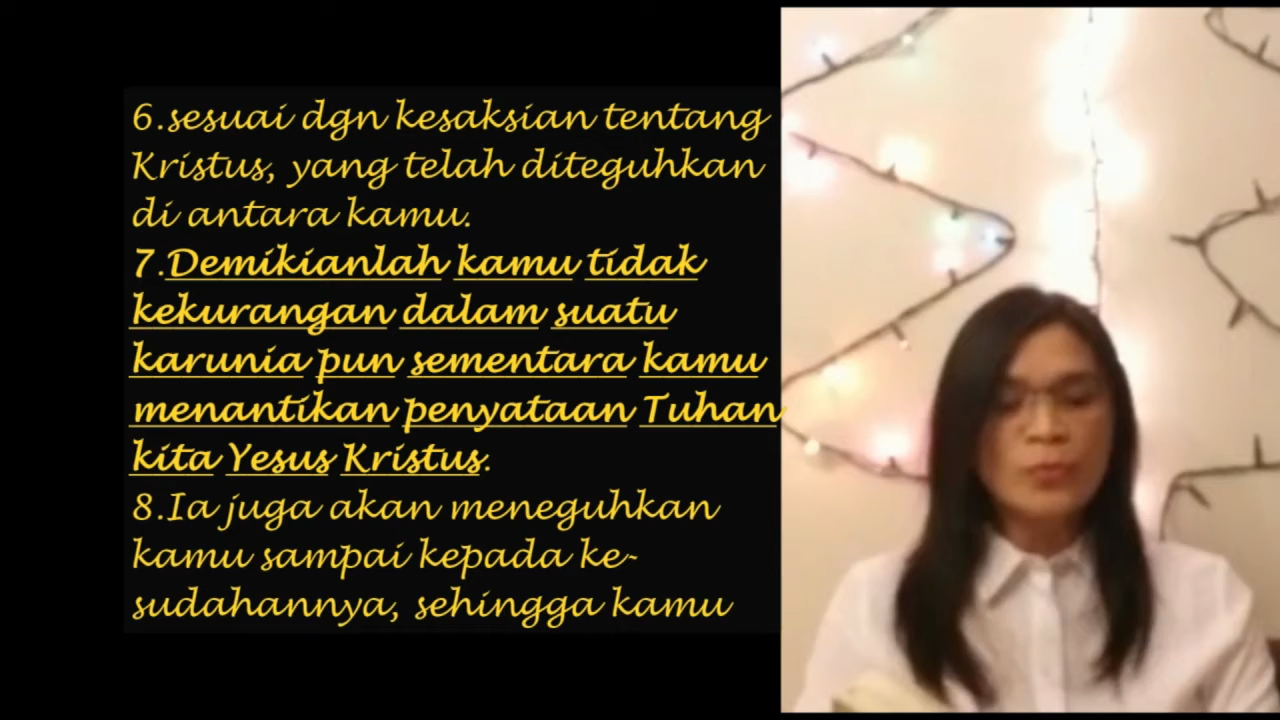 6.sesuai dgn kesaksian tentang
Kristus, yang telah diteguhkan
di antara kamu.
7.Demikianlah kamu tidak
kekurangan dalam suatu
karunia pun sementara kamu
menantikan penyataan Tuhan
kita Yesus Kristus.
8.Ia juga akan meneguhkan
kamu sampai kepada ke-
sudahannya, sehingga kamu